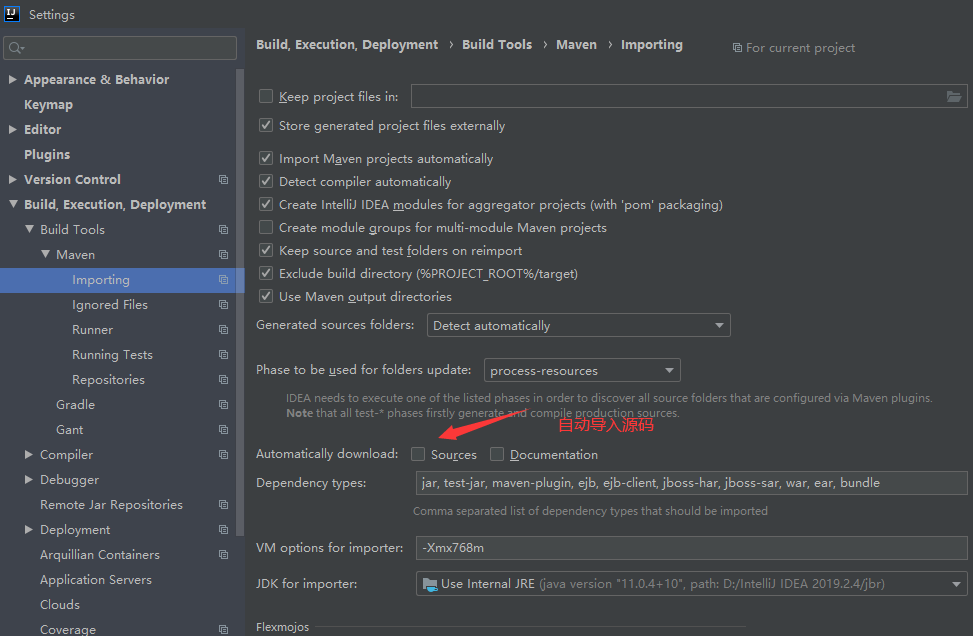 IJ Settings
Build, Execution, Deployment › Build Tools › Maven › Importing For current project
Appearance & Behavior
Keymap
Editor
Plugins
Version Control
Build, Execution, Deployment
Build Tools
Maven
Importing
Ignored Files
Runner
Running Tests
Repositories
Gradle
Gant
Compiler
Debugger
Remote Jar Repositories
Deployment
Arquillian Containers
Application Servers
Clouds
Coverage
Keep project files in:
Store generated project files externally
Import Maven projects automatically
Detect compiler automatically
Create IntelliJ IDEA modules for aggregator projects (with 'pom' packaging)
Create module groups for multi-module Maven projects
Keep source and test folders on reimport
Exclude build directory (%PROJECT_ROOT%/target)
Use Maven output directories
Generated sources folders: Detect automatically
Phase to be used for folders update: process-resources
IDEA needs to execute one of the listed phases in order to discover all source folders that are configured via Maven plugins.
Note that all test-* phases firstly generate and compile production sources.
自动导入源码
Automatically download: Sources Documentation
Dependency types: jar, test-jar, maven-plugin, ejb, ejb-client, jboss-har, jboss-sar, war, ear, bundle
Comma separated list of dependency types that should be imported
VM options for importer: -Xmx768m
JDK for importer: Use Internal JRE (java version "11.0.4+10", path: D:/IntelliJ IDEA 2019.2.4/jbr)
Flexmojos